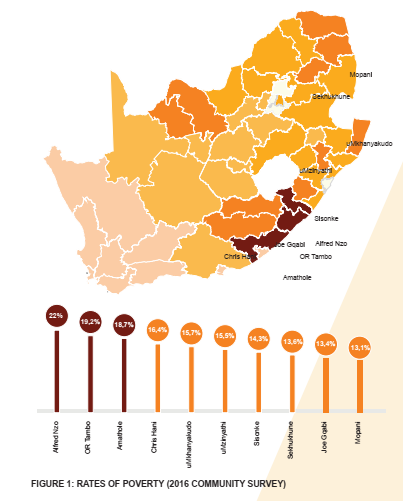 Mopani
Sekhukhune
uMkhanyakudo
uMzinyathi
Sisonke
Joe Gqabi
Alfred Nzo
Chris Hani
OR Tambo
Amathole
22%
19,2%
18,7%
16,4%
15,7%
15,5%
14,3%
13,6%
13,4%
13,1%
Alfred Nzo
OR Tambo
Amathole
Chris Hani
uMkhanyakudo
uMzinyathi
Sisonke
Sekhukhune
Joe Gqabi
Mopani
FIGURE 1: RATES OF POVERTY (2016 COMMUNITY SURVEY)